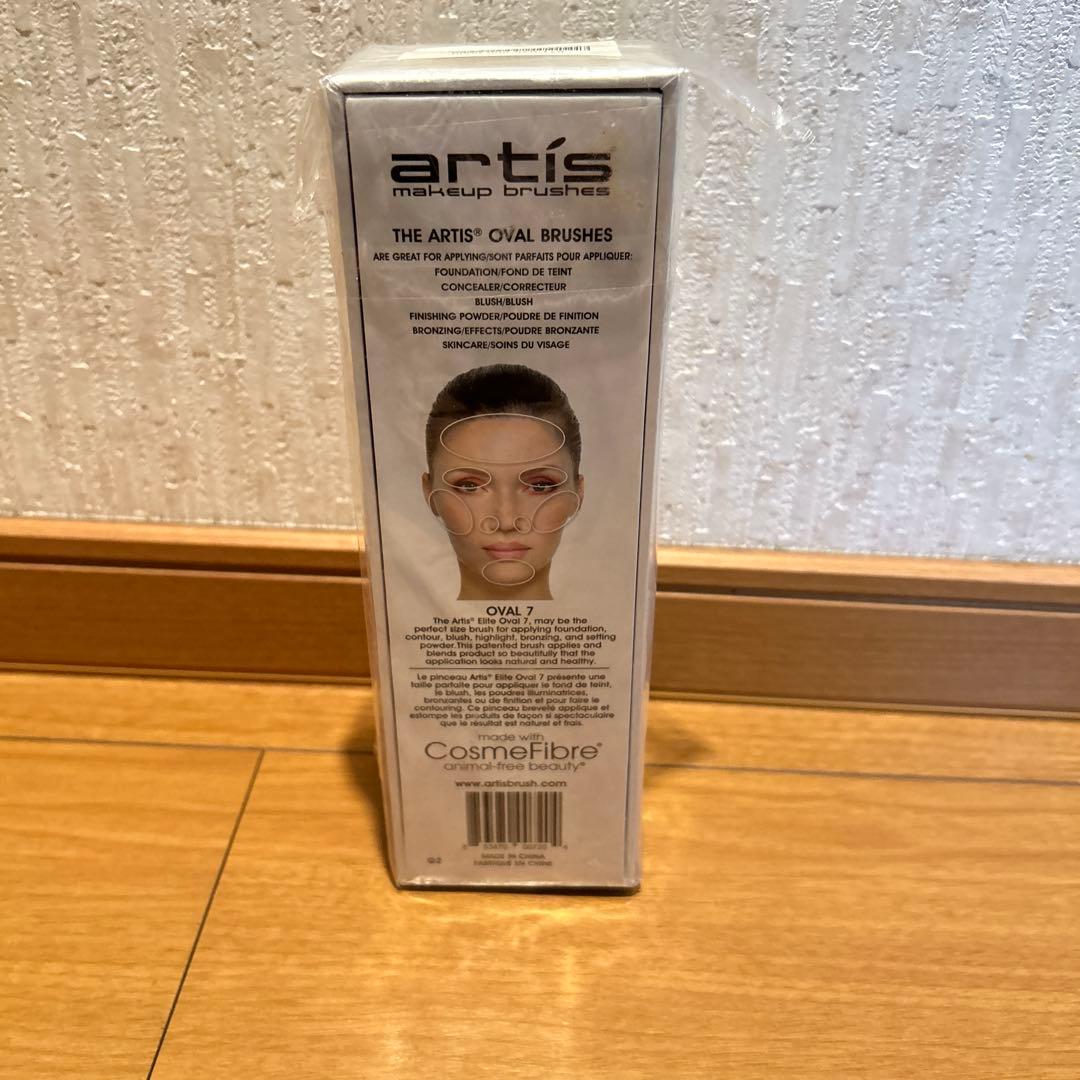 artis
makeup brushes
THE ARTIS® OVAL BRUSHES
ARE GREAT FOR APPLYING/SONT PARFAITS POUR APPLIQUER:
FOUNDATION/FOND DE TEINT
CONCEALER/CORRECTEUR
BLUSH/BLUSH
FINISHING POWDER/POUDRE DE FINITION
BRONZING/EFFECTS/POUDRE BRONZANTE
SKINCARE/SOINS DU VISAGE
OVAL 7
The Artis® Elite Oval 7, may be the
perfect size brush for applying foundation,
contour, blush, highlight, bronzing, and setting
powder. This patented brush applies and
blends product so beautifully that the
application looks natural and healthy.
Le pinceau Artis® Elite Oval 7 présente une
taille parfaite pour appliquer le fond de teint,
le blush, les poudres illuminatrices,
bronzantes ou de finition et pour faire le
contouring. Ce pinceau breveté applique et
estompe les produits de façon si spectaculaire
que le résultat est naturel et frais.
made with
CosmeFibre®
animal-free beauty®
www.artisbrush.com
MADE IN CHINA
FABRIQUÉ EN CHINE